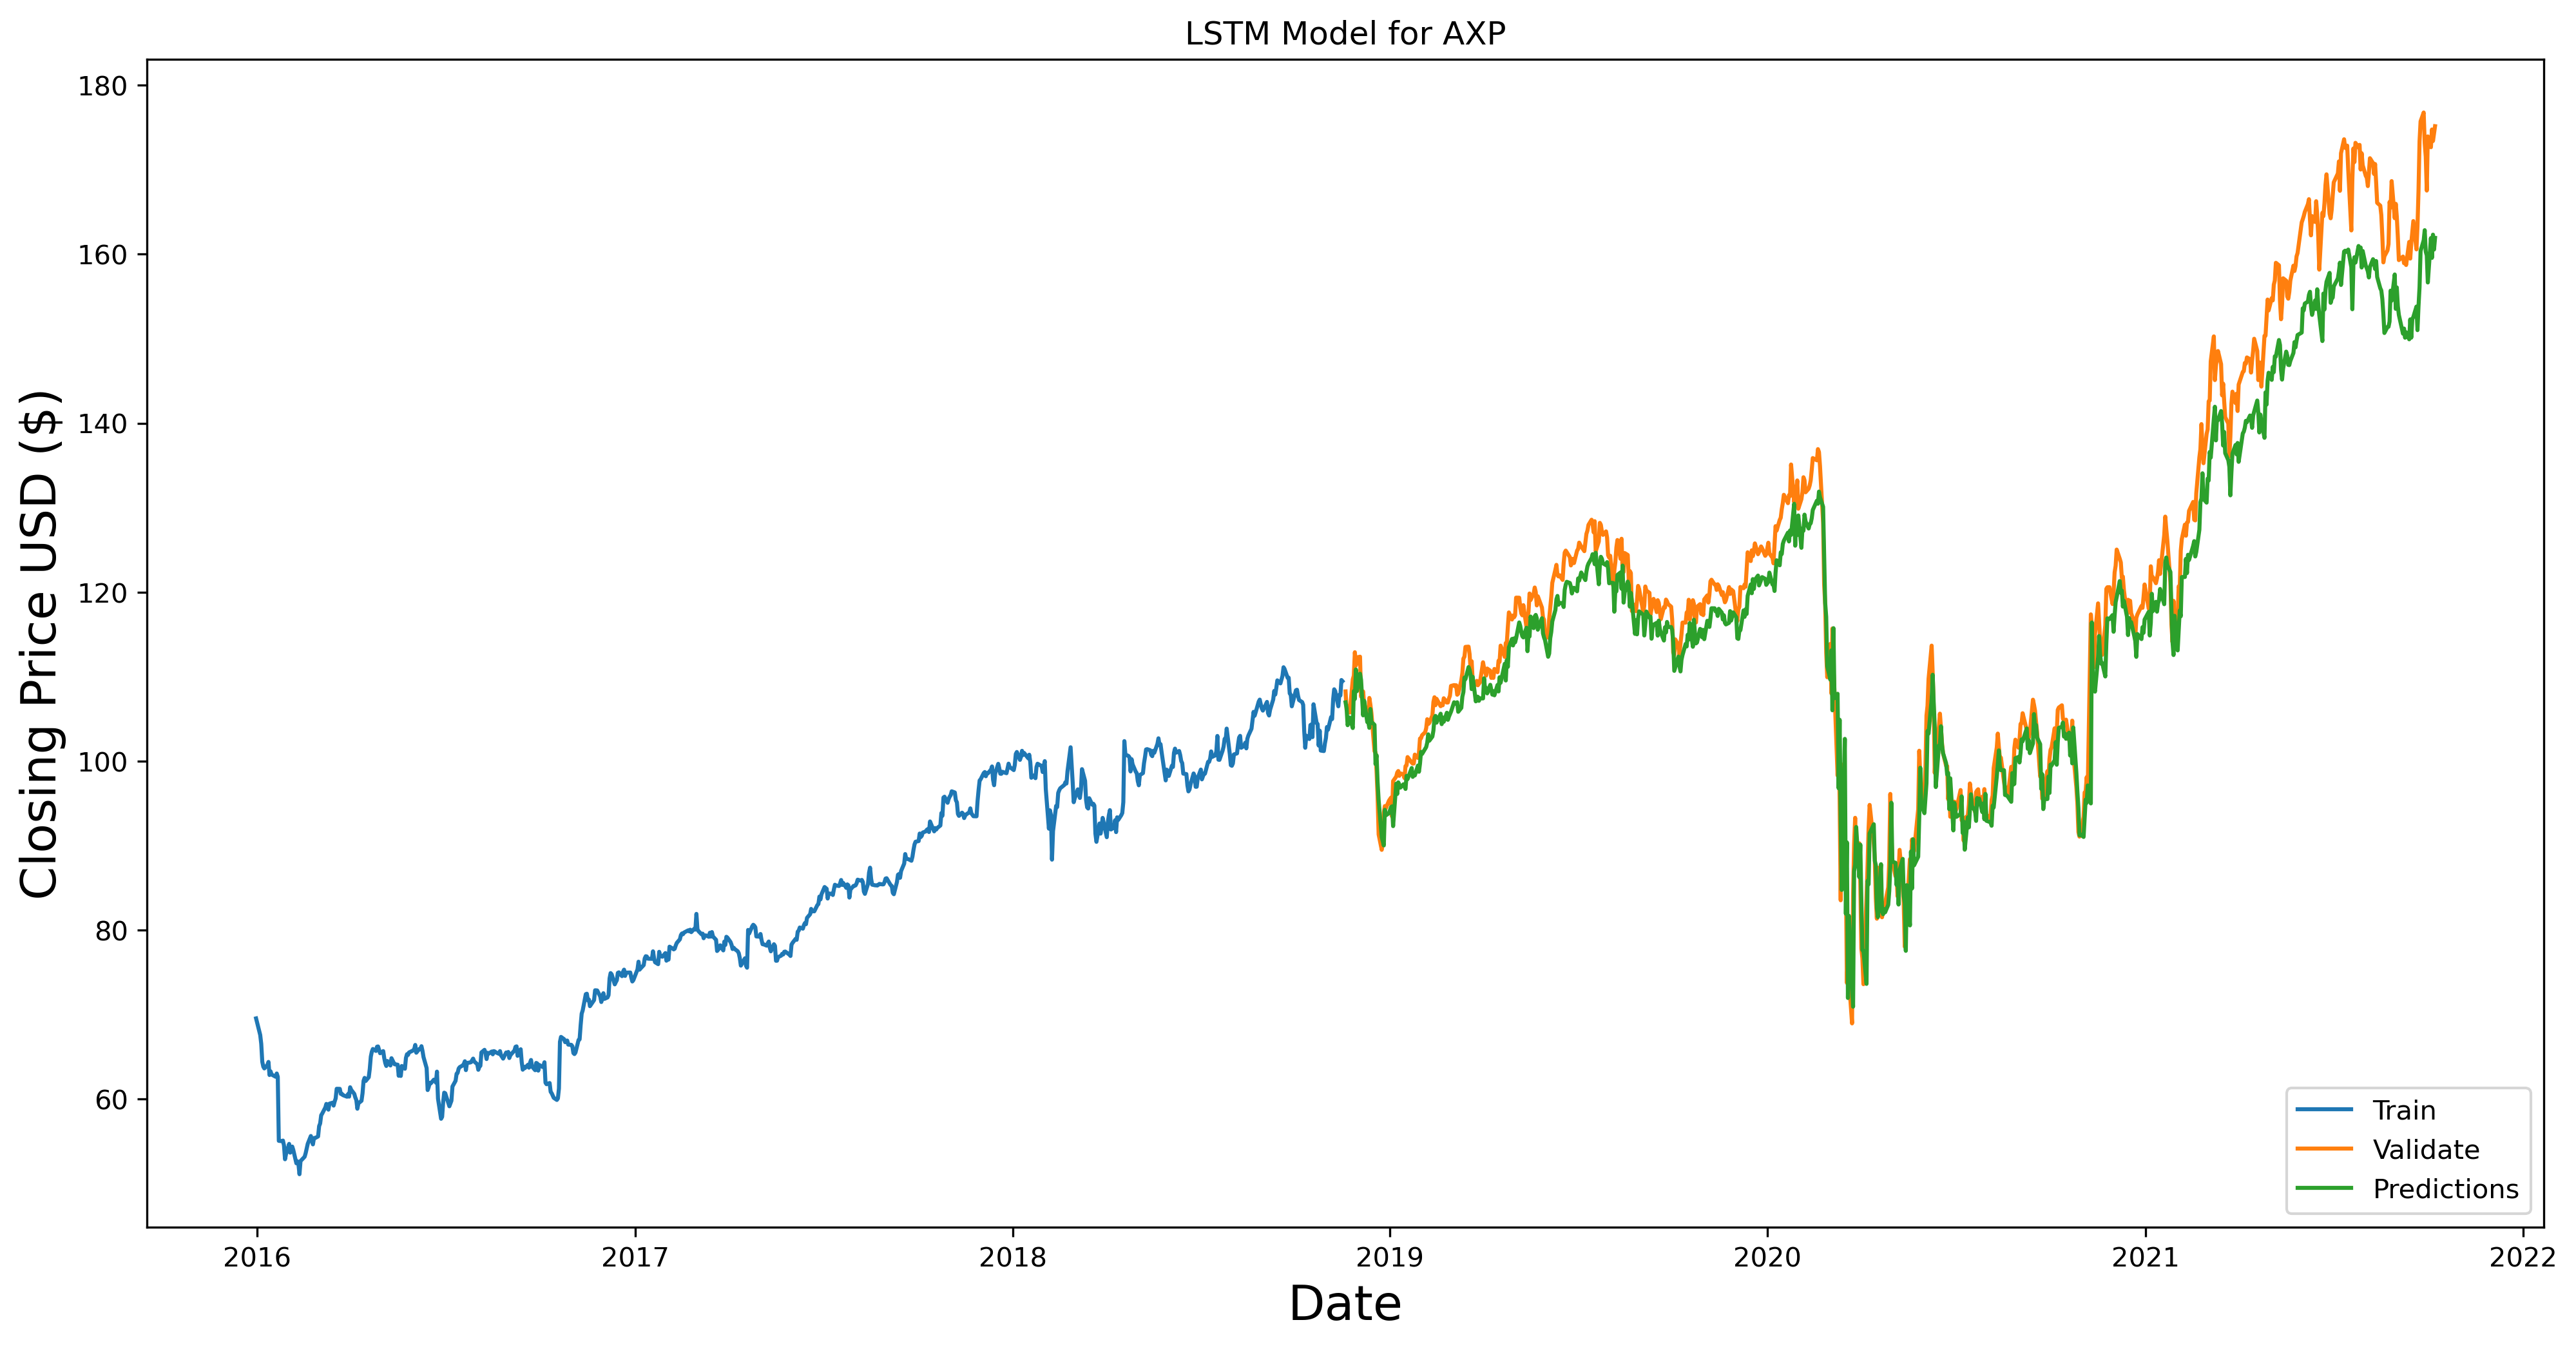 LSTM Model for AXP
Closing Price USD ($)
180
160
140
120
100
80
60
2016 2017 2018 2019 2020 2021 2022
Date
Train
Validate
Predictions